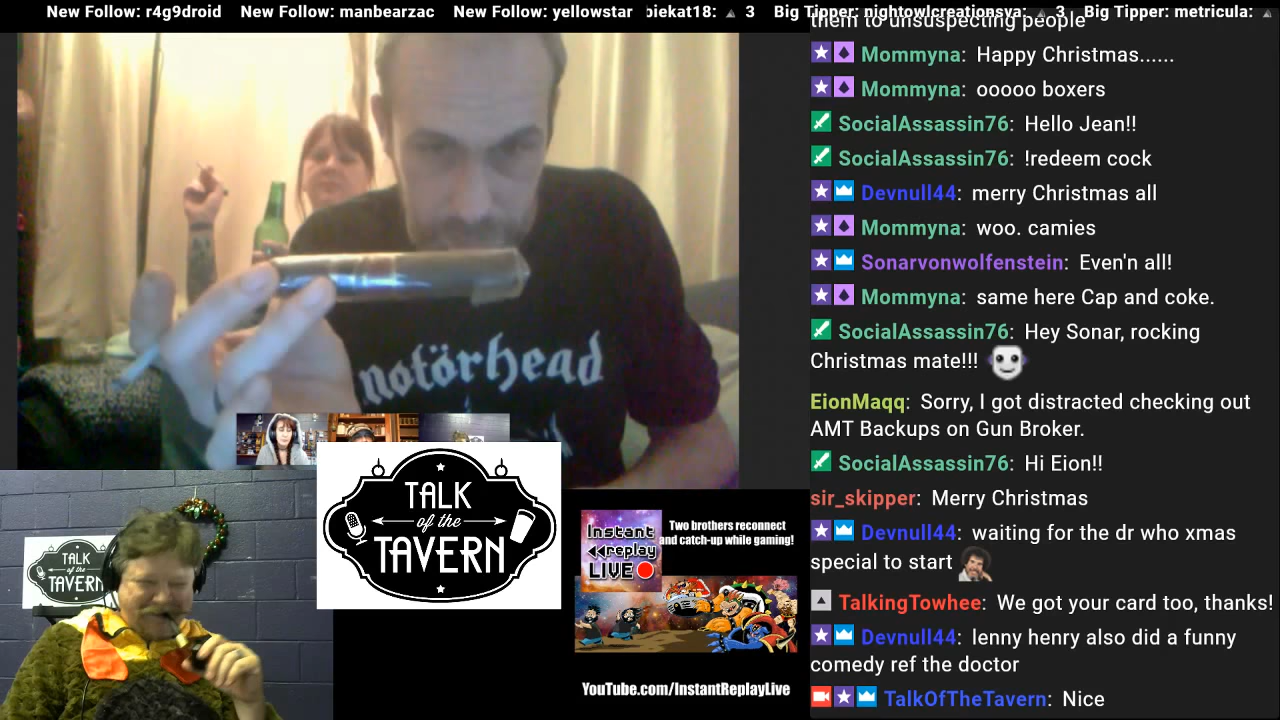 New Follow: r4g9droid New Follow: manbearzac New Follow: yellowstar biekat18: 3 Big Tipper: nightowlcreationsva: 3 Big Tipper: metricula:
them to unsuspecting people
Mommyna: Happy Christmas......
Mommyna: ooooo boxers
SocialAssassin76: Hello Jean!!
SocialAssassin76: !redeem cock
Devnull44: merry Christmas all
Mommyna: woo. camies
Sonarvonwolfenstein: Even'n all!
Mommyna: same here Cap and coke.
SocialAssassin76: Hey Sonar, rocking
Christmas mate!!!
EionMaqq: Sorry, I got distracted checking out
AMT Backups on Gun Broker.
SocialAssassin76: Hi Eion!!
sir_skipper: Merry Christmas
Devnull44: waiting for the dr who xmas
special to start
TalkingTowhee: We got your card too, thanks!
Devnull44: lenny henry also did a funny
comedy ref the doctor
TalkOfTheTavern: Nice
motörhead
TALK
of the
TAVERN
TALK
of the
TAVERN
Instant
replay
LIVE
Two brothers reconnect
and catch-up while gaming!
YouTube.com/InstantReplayLive